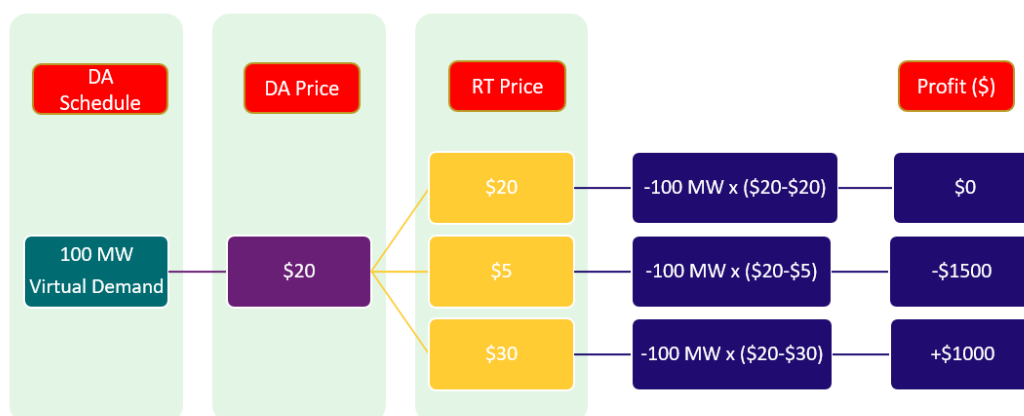 DA
Schedule
DA Price
RT Price
Profit ($)
$20
-100 MW x ($20-$20)
$0
100 MW
Virtual Demand
$20
$5
-100 MW x ($20-$5)
-$1500
$30
-100 MW x ($20-$30)
+$1000